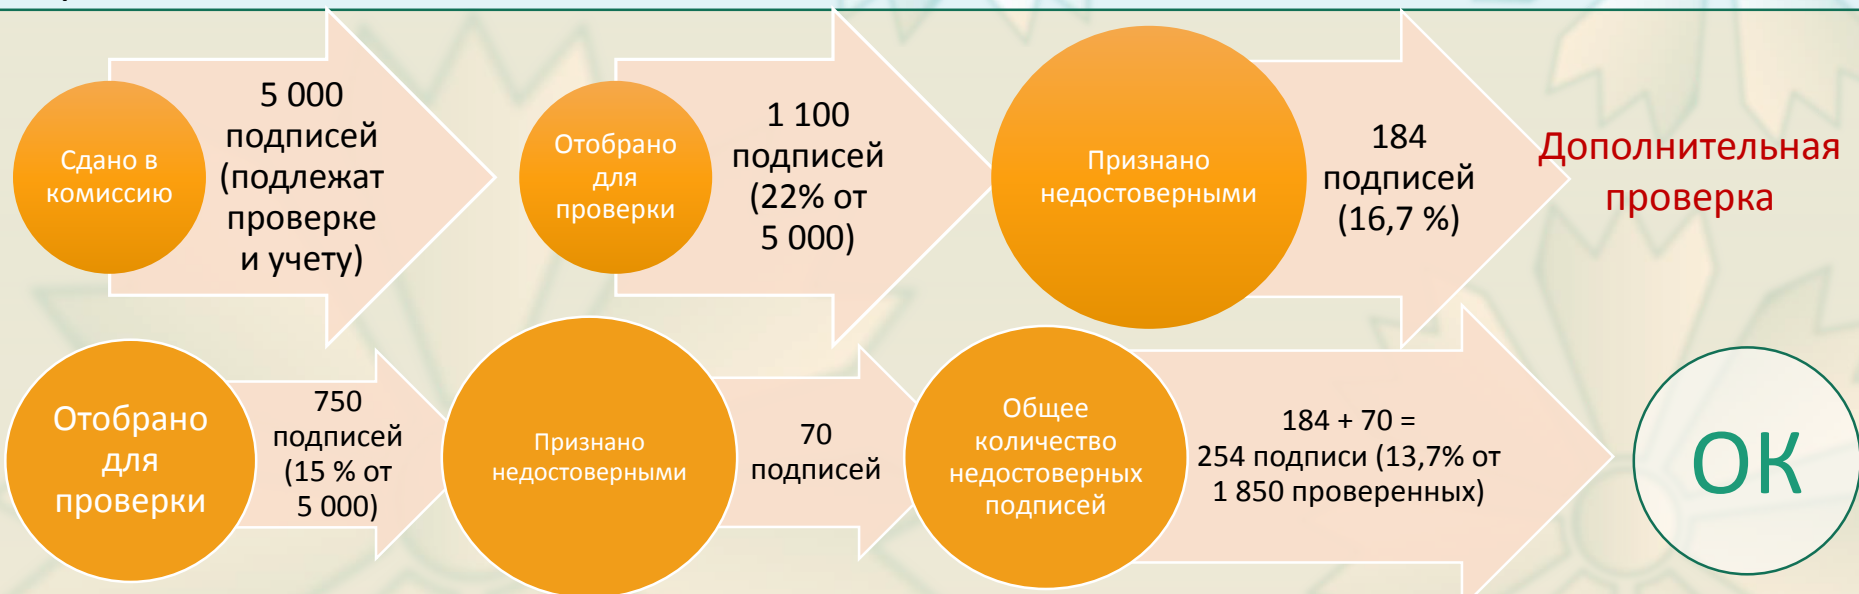 Сдано в
комиссию
5 000
подписей
(подлежат
проверке
и учету)
Отобрано
для
проверки
1 100
подписей
(22% от
5 000)
Признано
недостоверными
184
подписей
(16,7 %)
Дополнительная
проверка
Отобрано
для
проверки
750
подписей
(15 % от
5 000)
Признано
недостоверными
70
подписей
Общее
количество
недостоверных
подписей
184 + 70 =
254 подписи (13,7% от
1 850 проверенных)
ОК